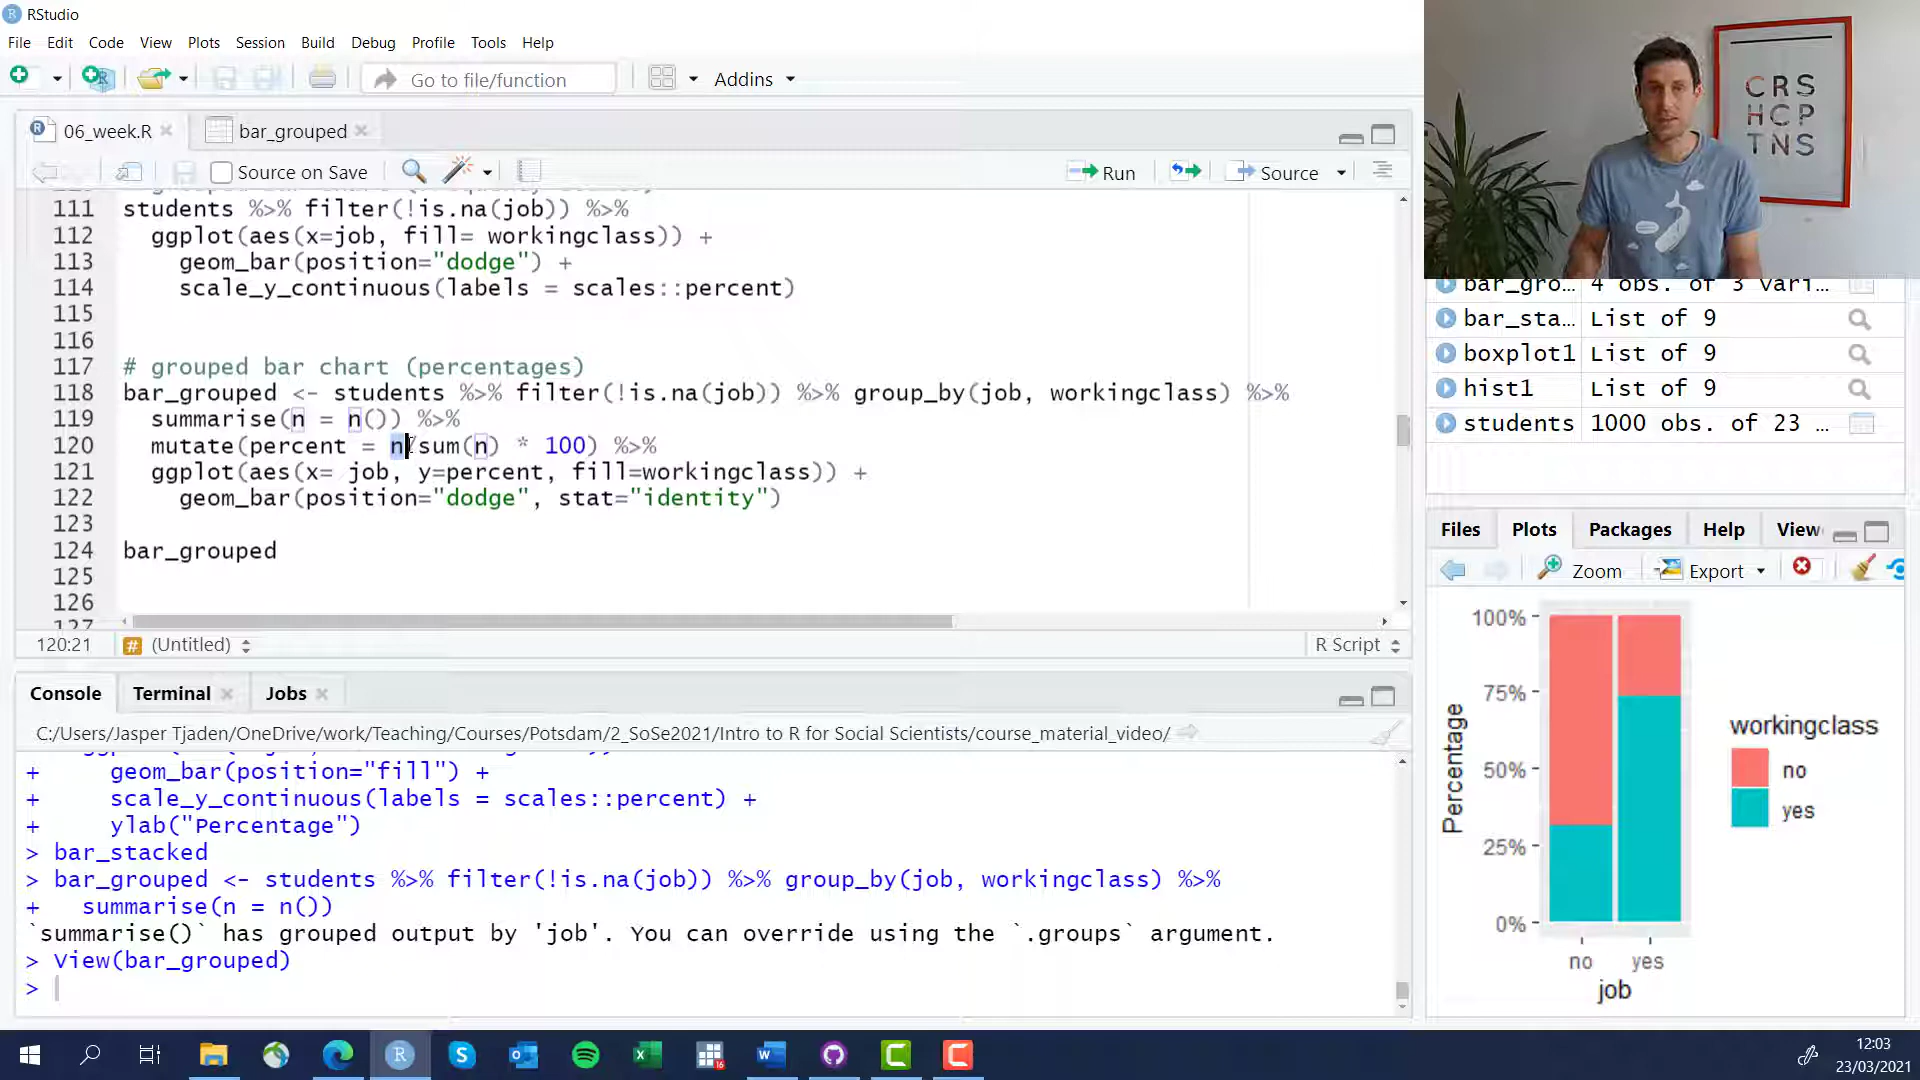 RStudio
File Edit Code View Plots Session Build Debug Profile Tools Help
Go to file/function Addins
06_week.R bar_grouped
Source on Save Run Source
111 students %>% filter(!is.na(job)) %>%
112 ggplot(aes(x=job, fill= workingclass)) +
113 geom_bar(position="dodge") +
114 scale_y_continuous(labels = scales::percent)
115
116
117 # grouped bar chart (percentages)
118 bar_grouped <- students %>% filter(!is.na(job)) %>% group_by(job, workingclass) %>%
119 summarise(n = n()) %>%
120 mutate(percent = n/sum(n) * 100) %>%
121 ggplot(aes(x= job, y=percent, fill=workingclass)) +
122 geom_bar(position="dodge", stat="identity")
123
124 bar_grouped
125
126
127
120:21 (Untitled) R Script
Console Terminal Jobs
C:/Users/Jasper Tjaden/OneDrive/work/Teaching/Courses/Potsdam/2_SoSe2021/Intro to R for Social Scientists/course_material_video/
+ geom_bar(position="fill") +
+ scale_y_continuous(labels = scales::percent) +
+ ylab("Percentage")
> bar_stacked
> bar_grouped <- students %>% filter(!is.na(job)) %>% group_by(job, workingclass) %>%
+ summarise(n = n())
`summarise()` has grouped output by 'job'. You can override using the `.groups` argument.
> View(bar_grouped)
>
CRS
HCP
TNS
bar_gro... 4 obs. of 3 vari...
bar_sta... List of 9
boxplot1 List of 9
hist1 List of 9
students 1000 obs. of 23 ...
Files Plots Packages Help View
Zoom Export
100%
75%
50%
25%
0%
Percentage
no yes
job
workingclass
no
yes
16
12:03
23/03/2021